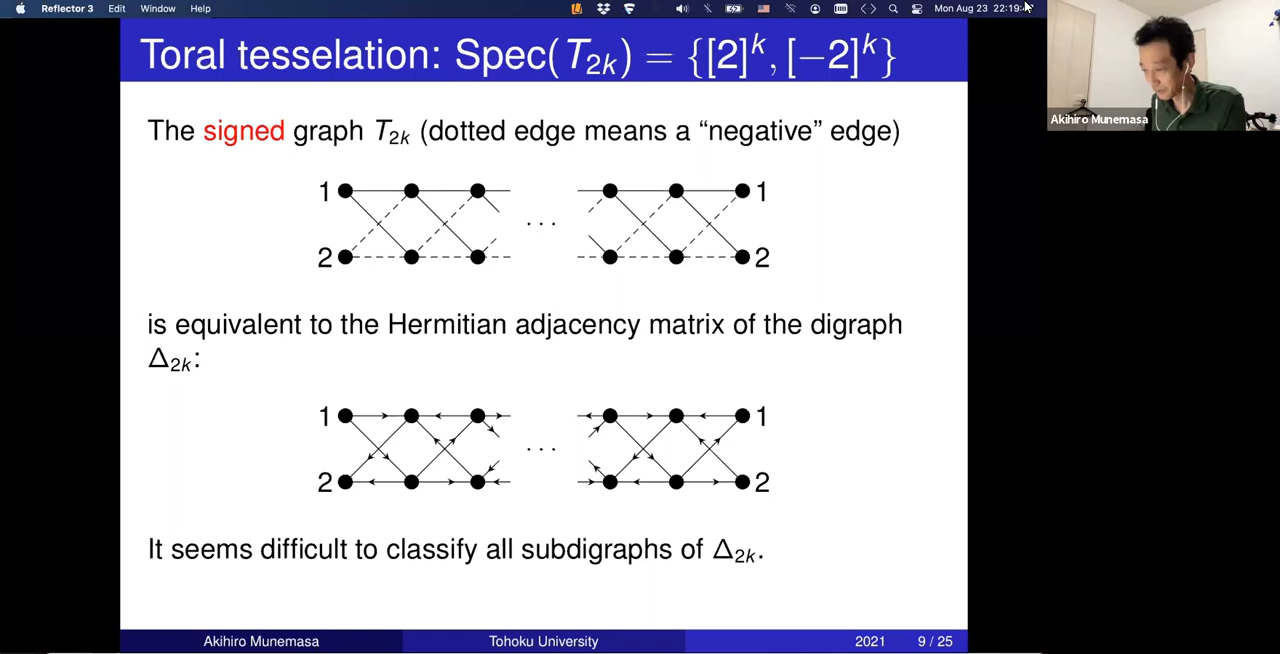 Reflector 3 Edit Window Help Mon Aug 23 22:19
Toral tesselation: Spec(T₂ₖ) = {[2]ᵏ, [−2]ᵏ}
Akihiro Munemasa
The signed graph T₂ₖ (dotted edge means a “negative” edge)
1 1
. . .
2 2
is equivalent to the Hermitian adjacency matrix of the digraph
Δ₂ₖ:
1 1
. . .
2 2
It seems difficult to classify all subdigraphs of Δ₂ₖ.
Akihiro Munemasa Tohoku University 2021 9 / 25